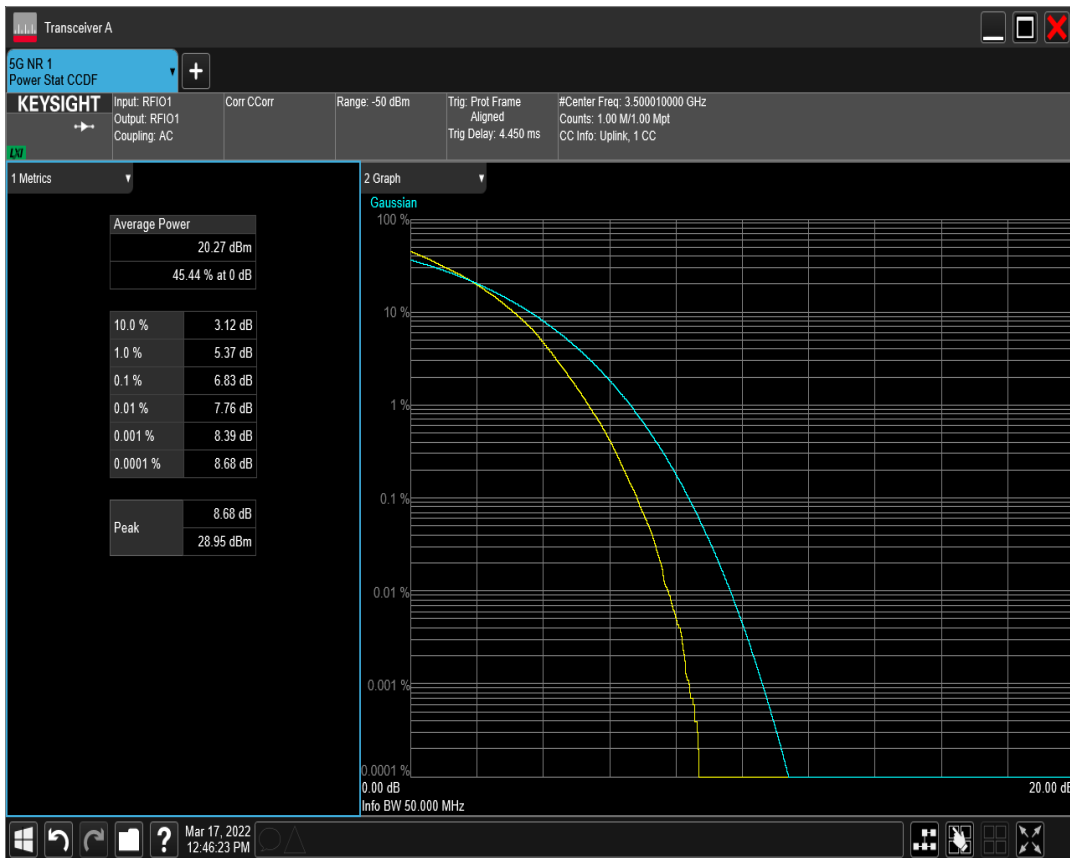 Transceiver A
5G NR 1
Power Stat CCDF
KEYSIGHT
LXI
Input: RFIO1
Output: RFIO1
Coupling: AC
Corr CCorr
Range: -50 dBm
Trig: Prot Frame
Aligned
Trig Delay: 4.450 ms
#Center Freq: 3.500010000 GHz
Counts: 1.00 M/1.00 Mpt
CC Info: Uplink, 1 CC
1 Metrics
Average Power
20.27 dBm
45.44 % at 0 dB
10.0 % 3.12 dB
1.0 % 5.37 dB
0.1 % 6.83 dB
0.01 % 7.76 dB
0.001 % 8.39 dB
0.0001 % 8.68 dB
Peak
8.68 dB
28.95 dBm
2 Graph
Gaussian
100 %
10 %
1 %
0.1 %
0.01 %
0.001 %
0.0001 %
0.00 dB 20.00 dB
Info BW 50.000 MHz
Mar 17, 2022
12:46:23 PM